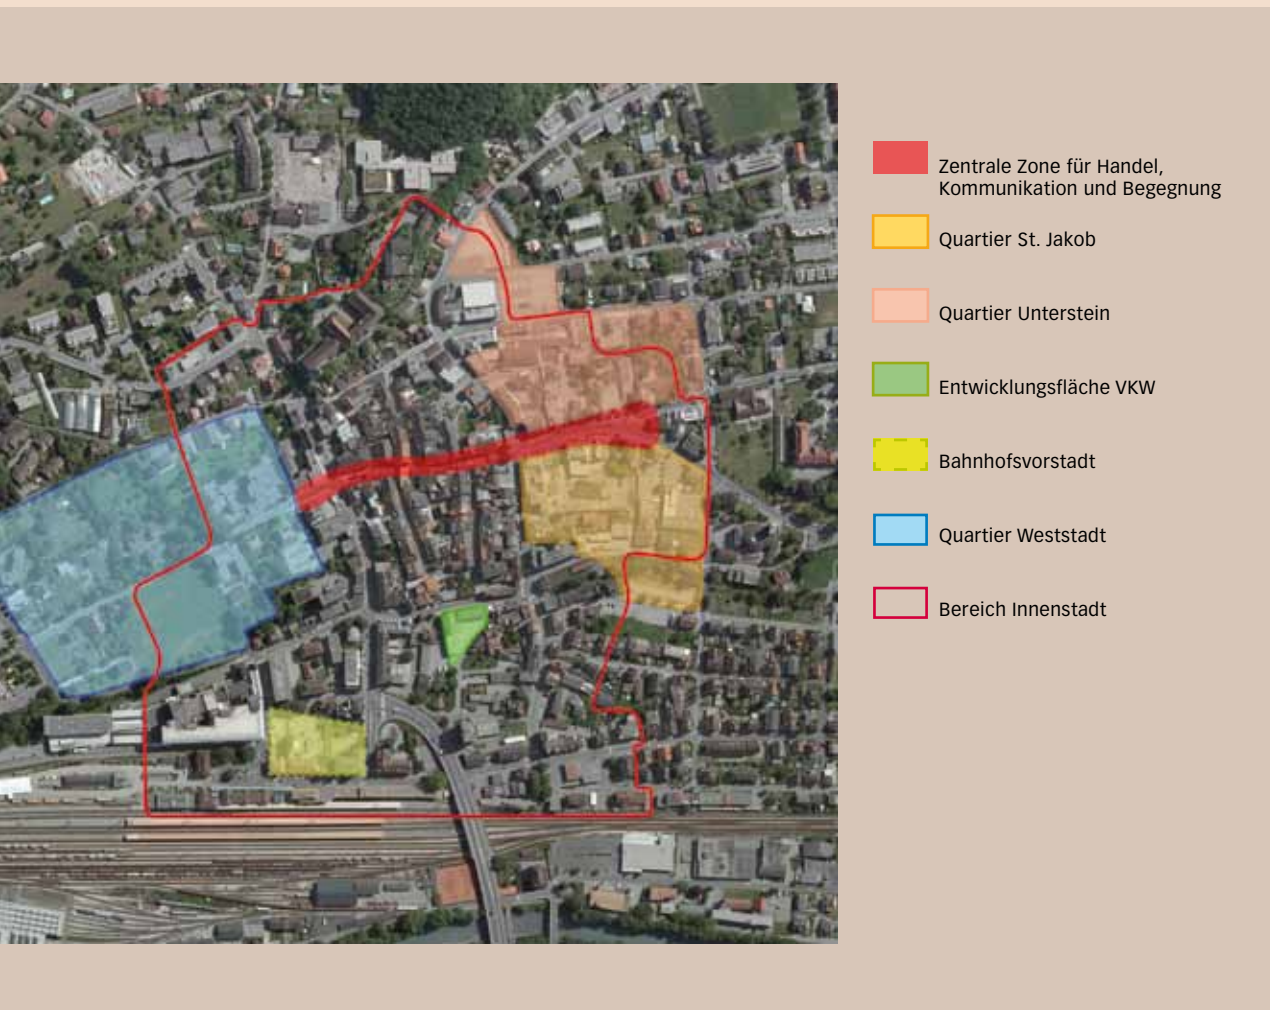 Zentrale Zone für Handel,
Kommunikation und Begegnung
Quartier St. Jakob
Quartier Unterstein
Entwicklungsfläche VKW
Bahnhofsvorstadt
Quartier Weststadt
Bereich Innenstadt